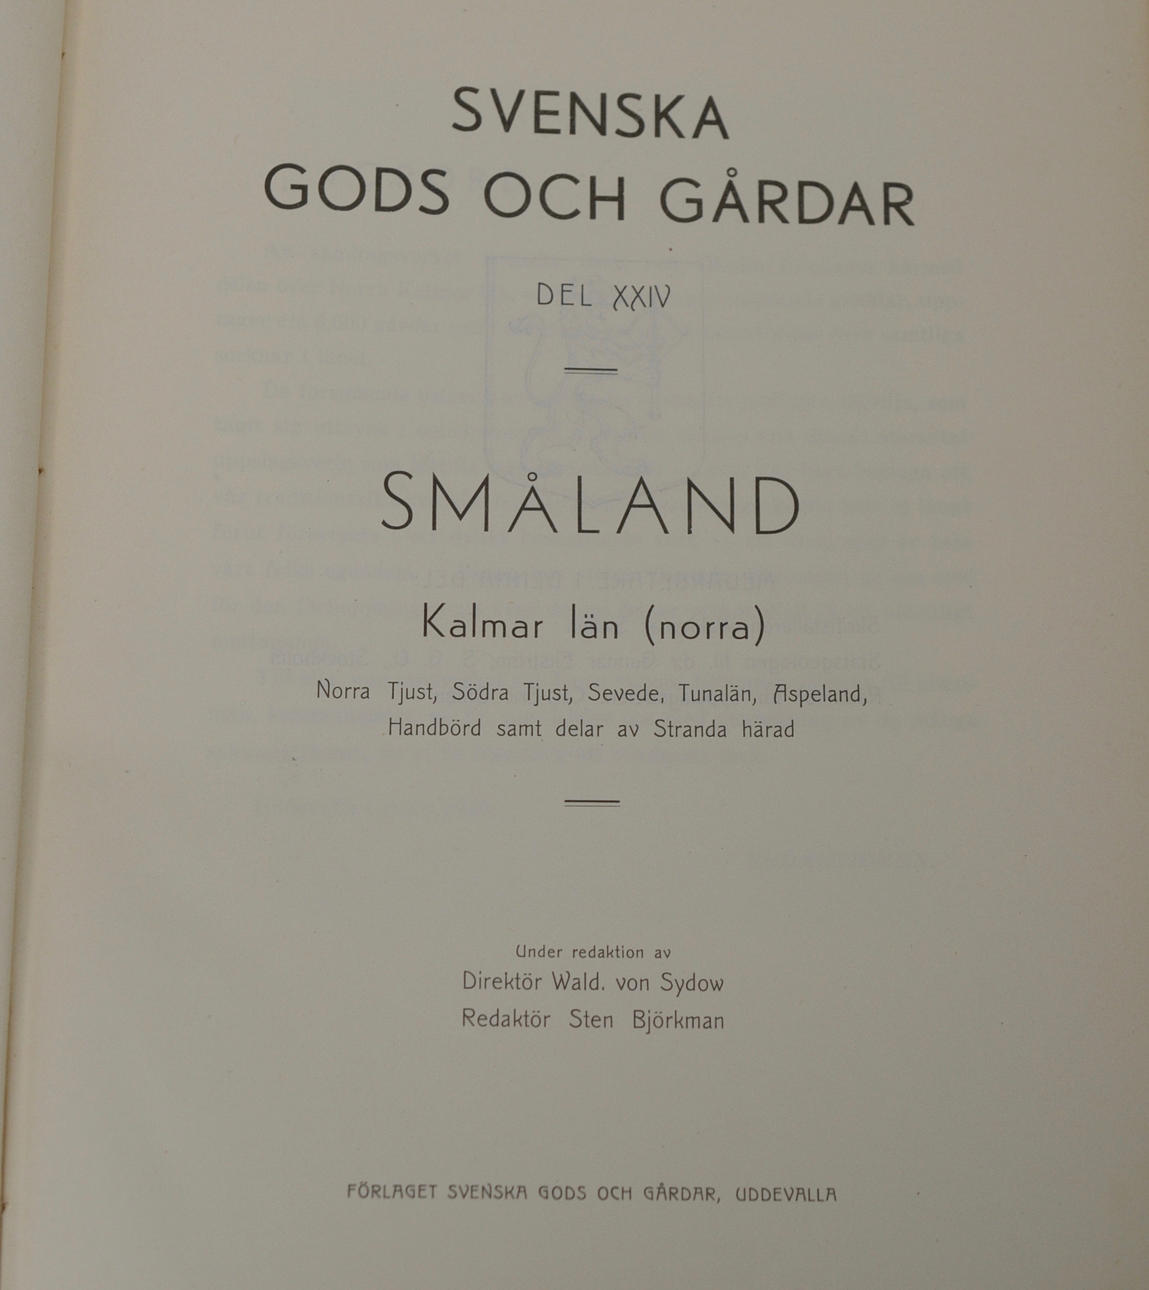 SVENSKA
GODS OCH GÅRDAR
DEL XXIV
SMÅLAND
Kalmar län (norra)
Norra Tjust, Södra Tjust, Sevede, Tunalän, Aspeland,
Handbörd samt delar av Stranda härad
Under redaktion av
Direktör Wald. von Sydow
Redaktör Sten Björkman
FÖRLAGET SVENSKA GODS OCH GÅRDAR, UDDEVALLA